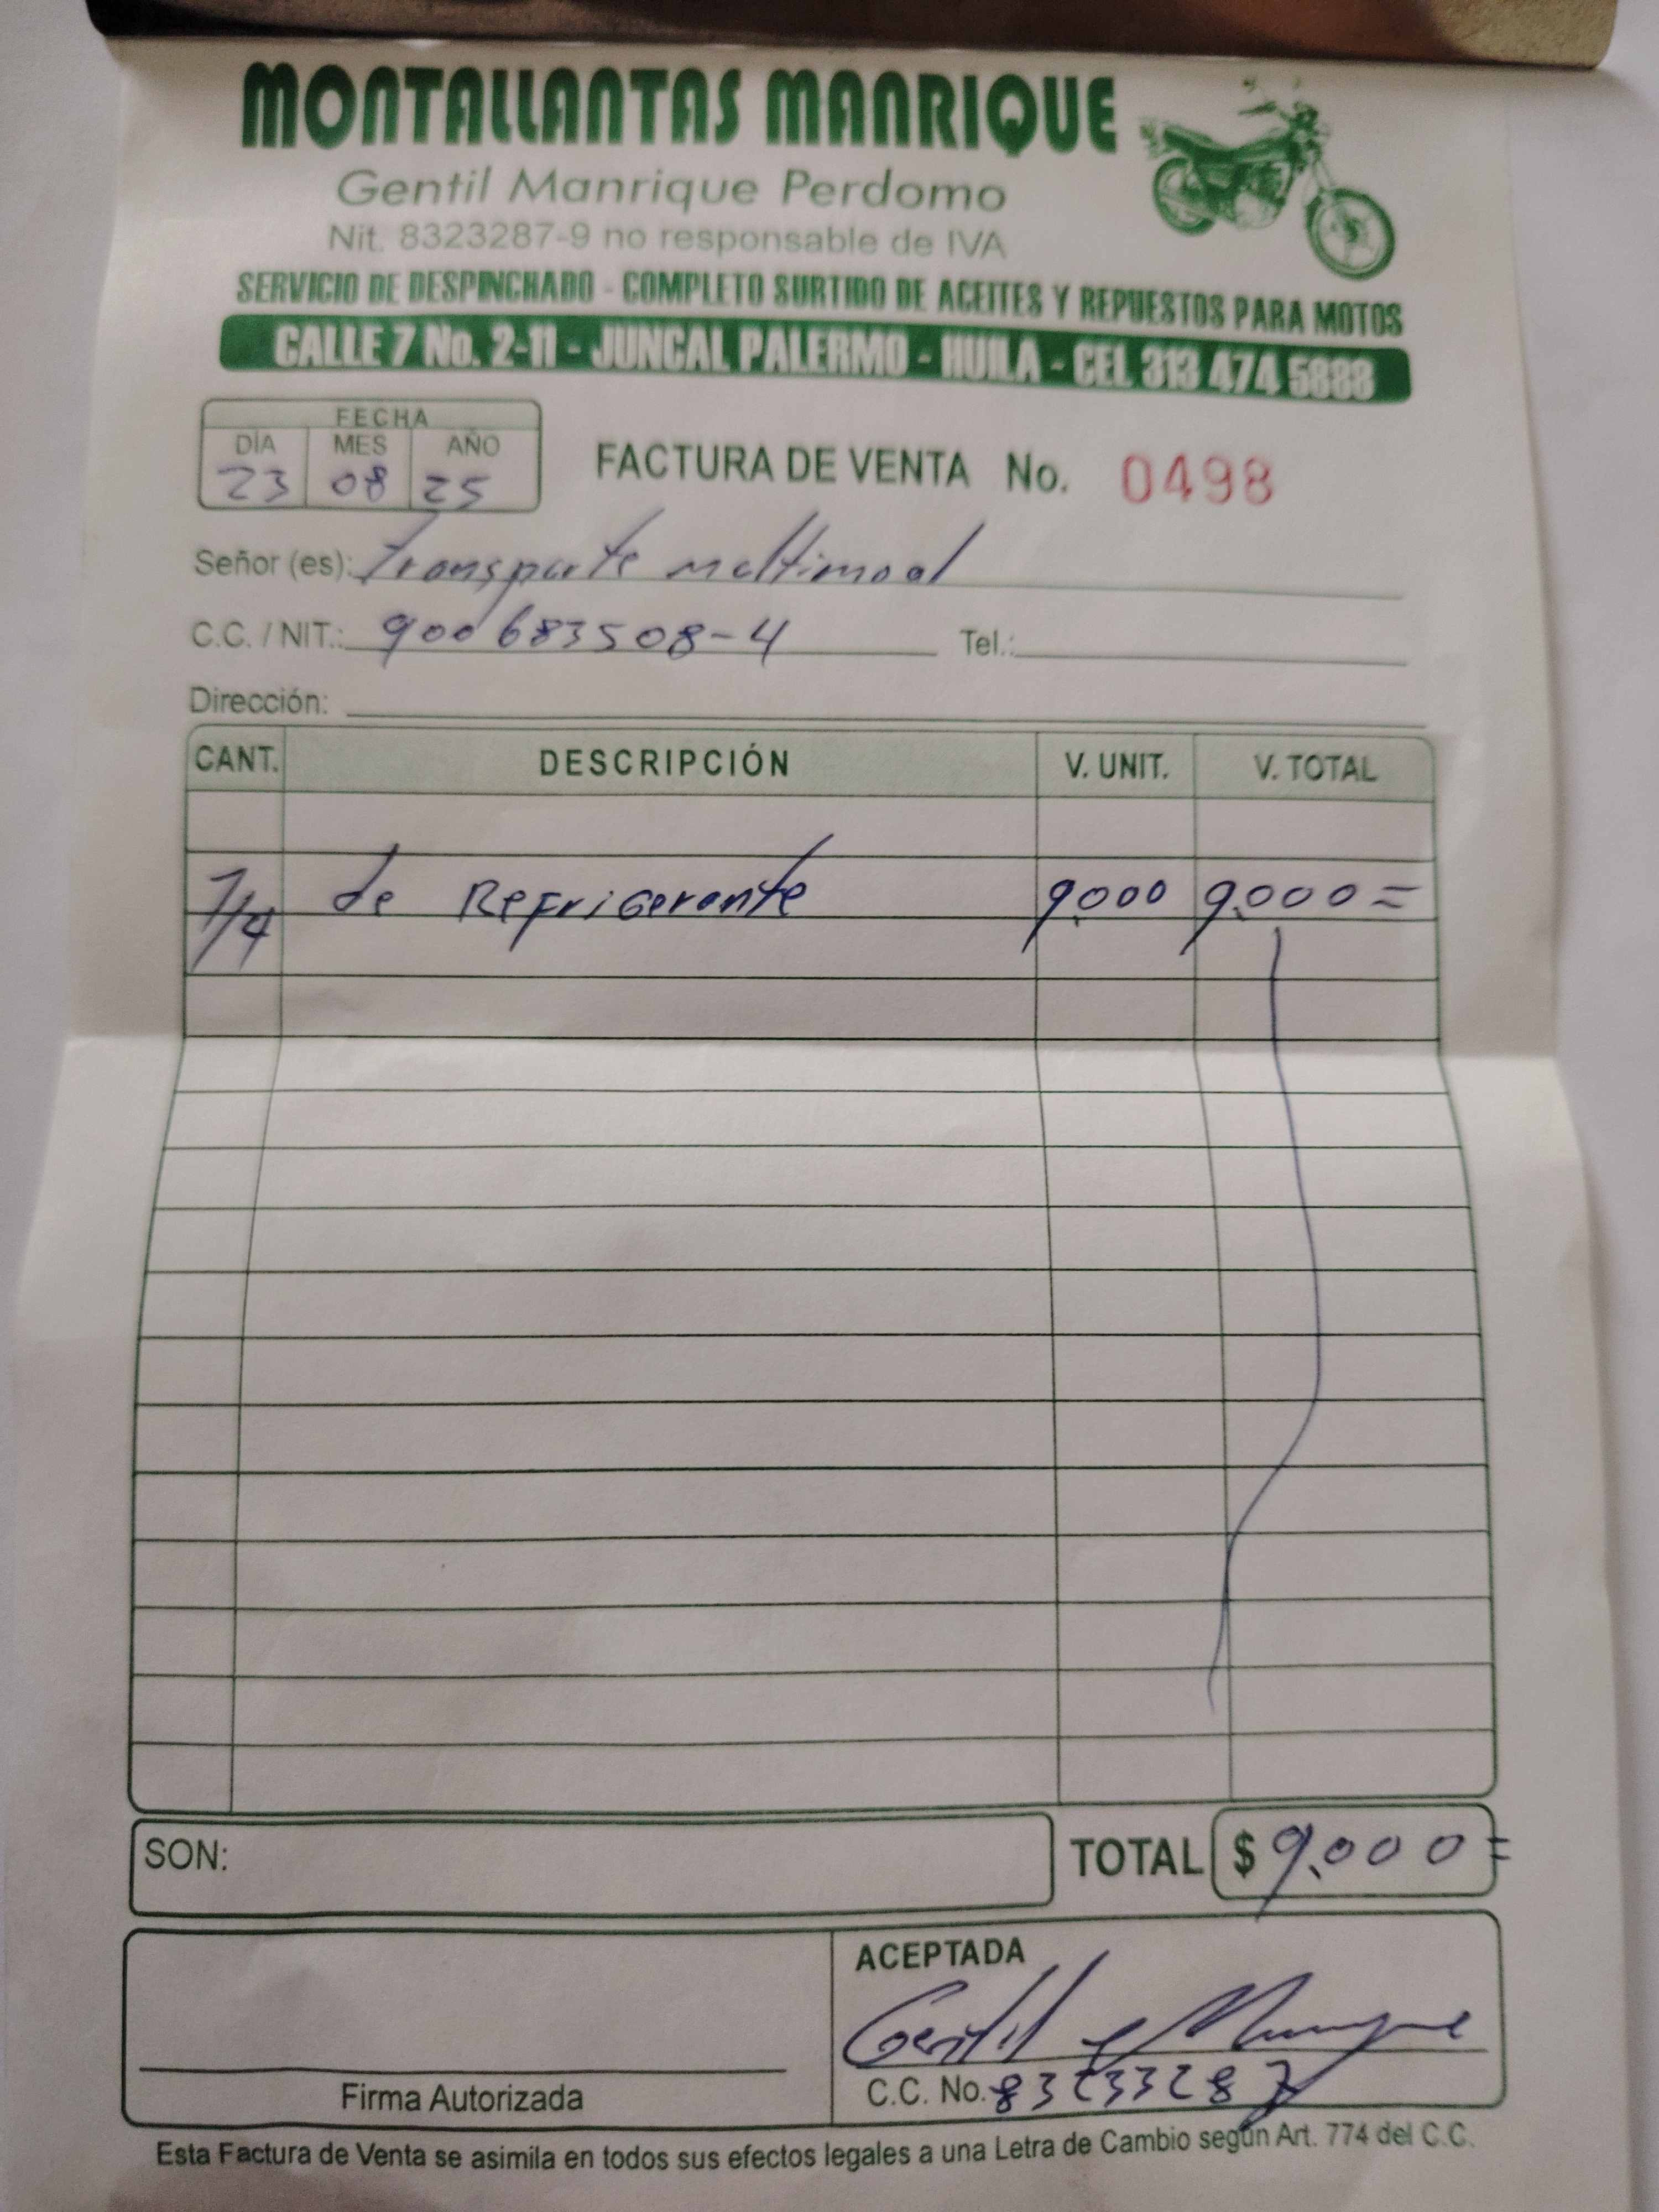 MONTALLANTAS MANRIQUE
Gentil Manrique Perdomo
Nit. 8323287-9 no responsable de IVA
SERVICIO DE DESPINCHADO - COMPLETO SURTIDO DE ACEITES Y REPUESTOS PARA MOTOS
CALLE 7 No. 2-11 - JUNCAL PALERMO - HUILA - CEL 313 474 5888
FECHA
DÍA MES AÑO
23 08 25
FACTURA DE VENTA No. 0498
Señor (es): Transporte multimoal
C.C. / NIT.: 900683508-4 Tel.:
Dirección:
CANT. DESCRIPCIÓN V. UNIT. V. TOTAL
1/4 de Refrigerante 9.000 9.000=
SON:
TOTAL $ 9.000=
ACEPTADA
Gentil Manrique
C.C. No.
Firma Autorizada
Esta Factura de Venta se asimila en todos sus efectos legales a una Letra de Cambio según Art. 774 del C.C.